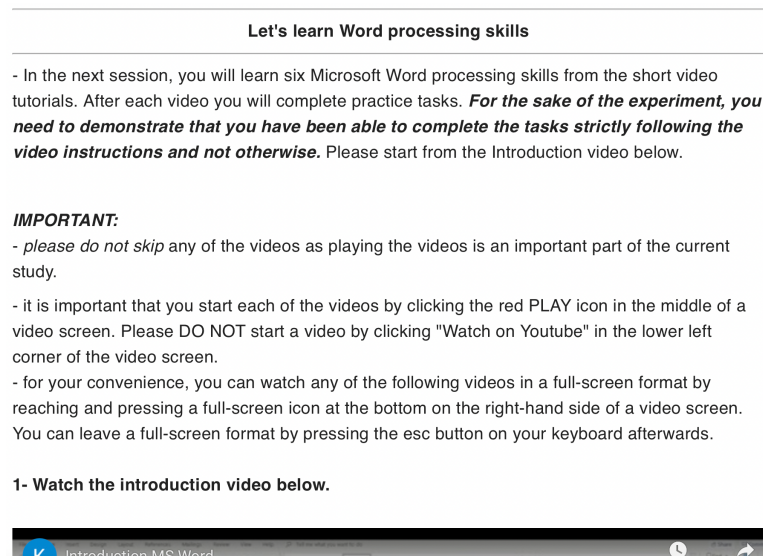 Let's learn Word processing skills
- In the next session, you will learn six Microsoft Word processing skills from the short video
tutorials. After each video you will complete practice tasks. For the sake of the experiment, you
need to demonstrate that you have been able to complete the tasks strictly following the
video instructions and not otherwise. Please start from the Introduction video below.
IMPORTANT:
- please do not skip any of the videos as playing the videos is an important part of the current
study.
- it is important that you start each of the videos by clicking the red PLAY icon in the middle of a
video screen. Please DO NOT start a video by clicking "Watch on Youtube" in the lower left
corner of the video screen.
- for your convenience, you can watch any of the following videos in a full-screen format by
reaching and pressing a full-screen icon at the bottom on the right-hand side of a video screen.
You can leave a full-screen format by pressing the esc button on your keyboard afterwards.
1- Watch the introduction video below.
K Introduction MS Word